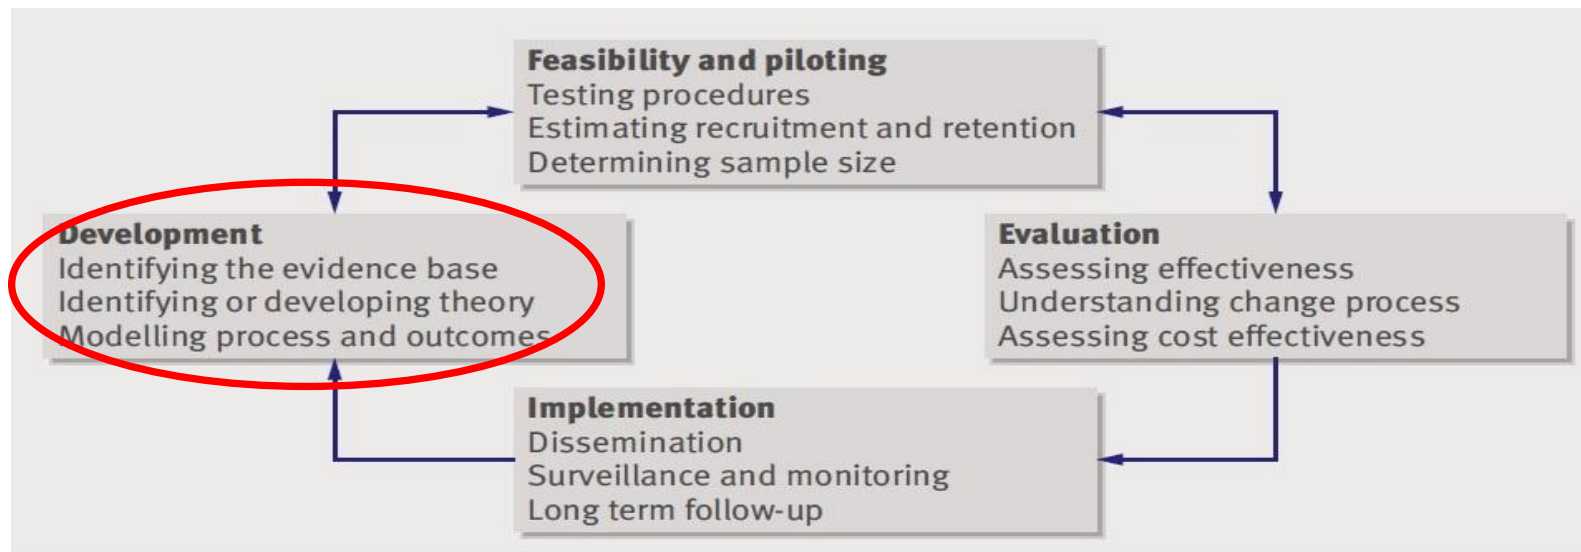 Feasibility and piloting
Testing procedures
Estimating recruitment and retention
Determining sample size
Development
Identifying the evidence base
Identifying or developing theory
Modelling process and outcomes
Evaluation
Assessing effectiveness
Understanding change process
Assessing cost effectiveness
Implementation
Dissemination
Surveillance and monitoring
Long term follow-up